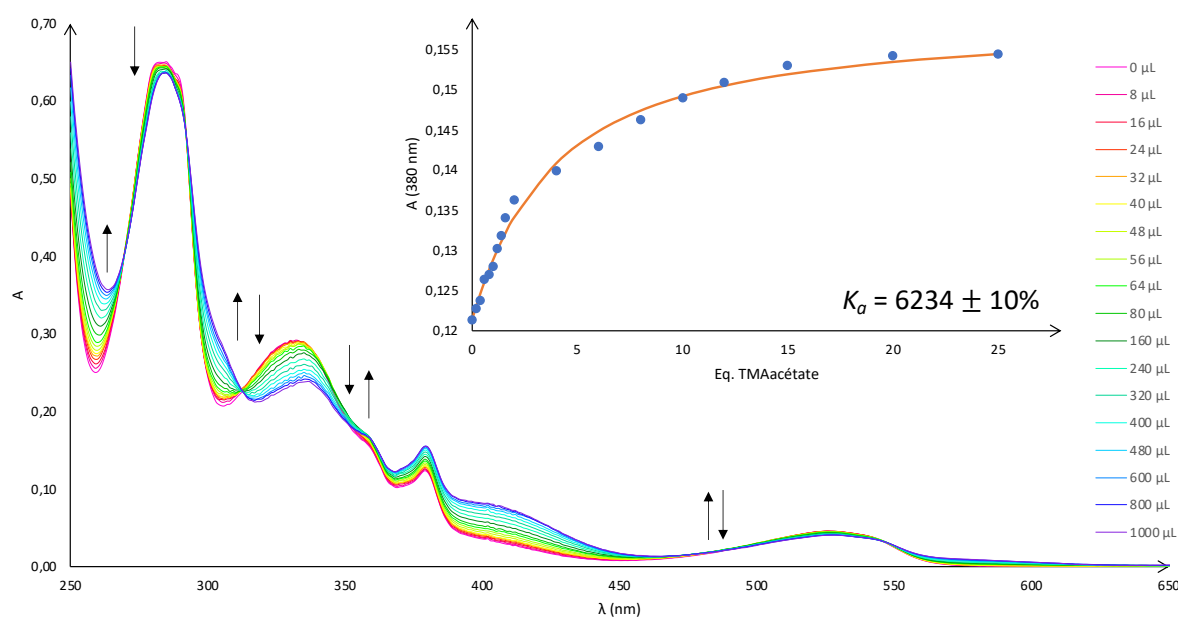 0,70
0,60
0,50
0,40
0,30
0,20
0,10
0,00
A
250
300
350
400
450
500
550
600
650
λ (nm)
0,155
0,15
0,145
0,14
0,135
0,13
0,125
0,12
A (380 nm)
0
5
10
15
20
25
Eq. TMAacétate
Ka = 6234 ± 10%
0 µL
8 µL
16 µL
24 µL
32 µL
40 µL
48 µL
56 µL
64 µL
80 µL
160 µL
240 µL
320 µL
400 µL
480 µL
600 µL
800 µL
1000 µL